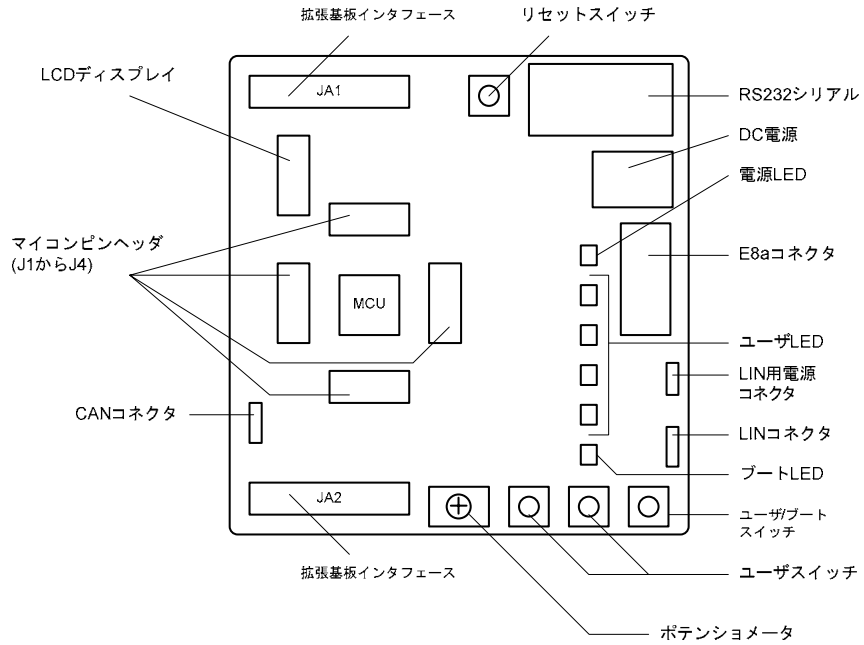 拡張基板インタフェース
リセットスイッチ
LCDディスプレイ
JA1
RS232シリアル
DC電源
電源LED
マイコンピンヘッダ
(J1からJ4)
E8aコネクタ
MCU
ユーザLED
LIN用電源
コネクタ
CANコネクタ
LINコネクタ
ブートLED
JA2
ユーザ/ブート
スイッチ
拡張基板インタフェース
ユーザスイッチ
ポテンショメータ